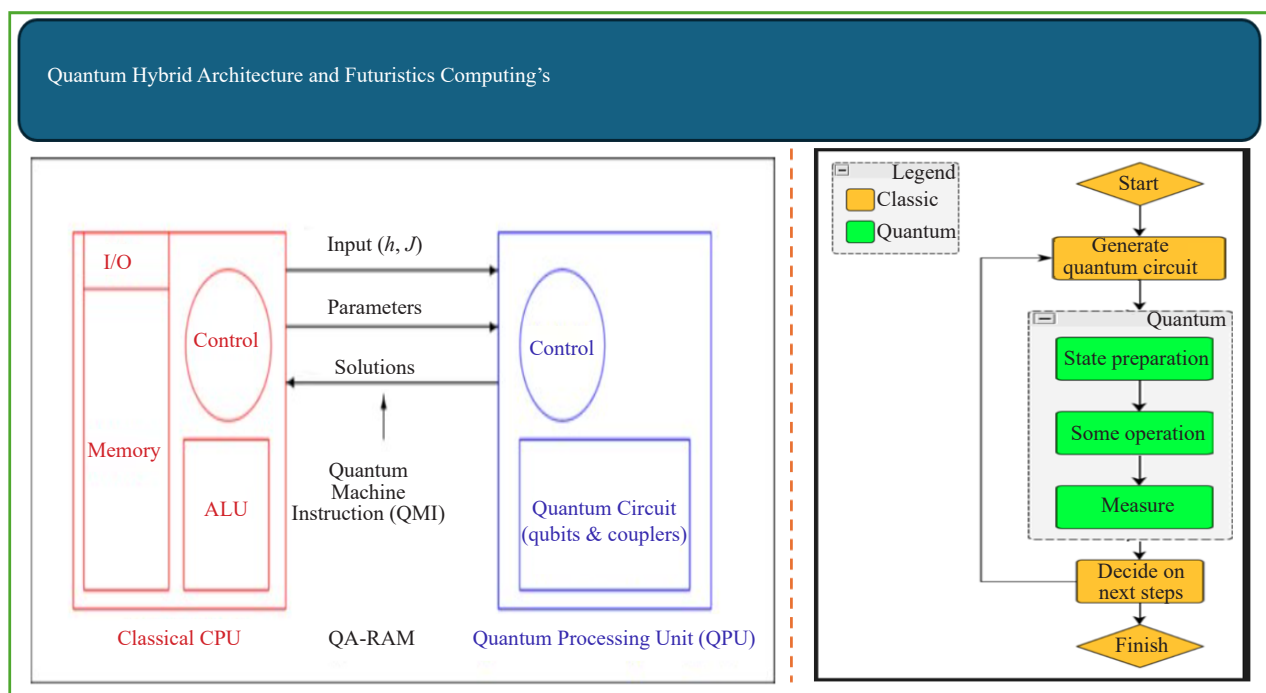 Quantum Hybrid Architecture and Futuristics Computing's
I/O
Memory
Control
ALU
Classical CPU
Input (h, J)
Parameters
Solutions
Quantum
Machine
Instruction (QMI)
QA-RAM
Control
Quantum Circuit
(qubits & couplers)
Quantum Processing Unit (QPU)
Legend
Classic
Quantum
Start
Generate
quantum circuit
Quantum
State preparation
Some operation
Measure
Decide on
next steps
Finish